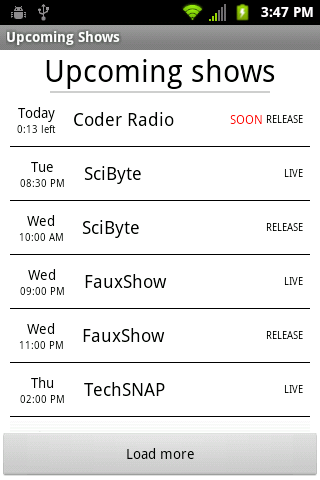 3:47 PM
Upcoming Shows
Upcoming shows
Today
0:13 left
Coder Radio
SOON RELEASE
Tue
08:30 PM
SciByte
LIVE
Wed
10:00 AM
SciByte
RELEASE
Wed
09:00 PM
FauxShow
LIVE
Wed
11:00 PM
FauxShow
RELEASE
Thu
02:00 PM
TechSNAP
LIVE
Load more